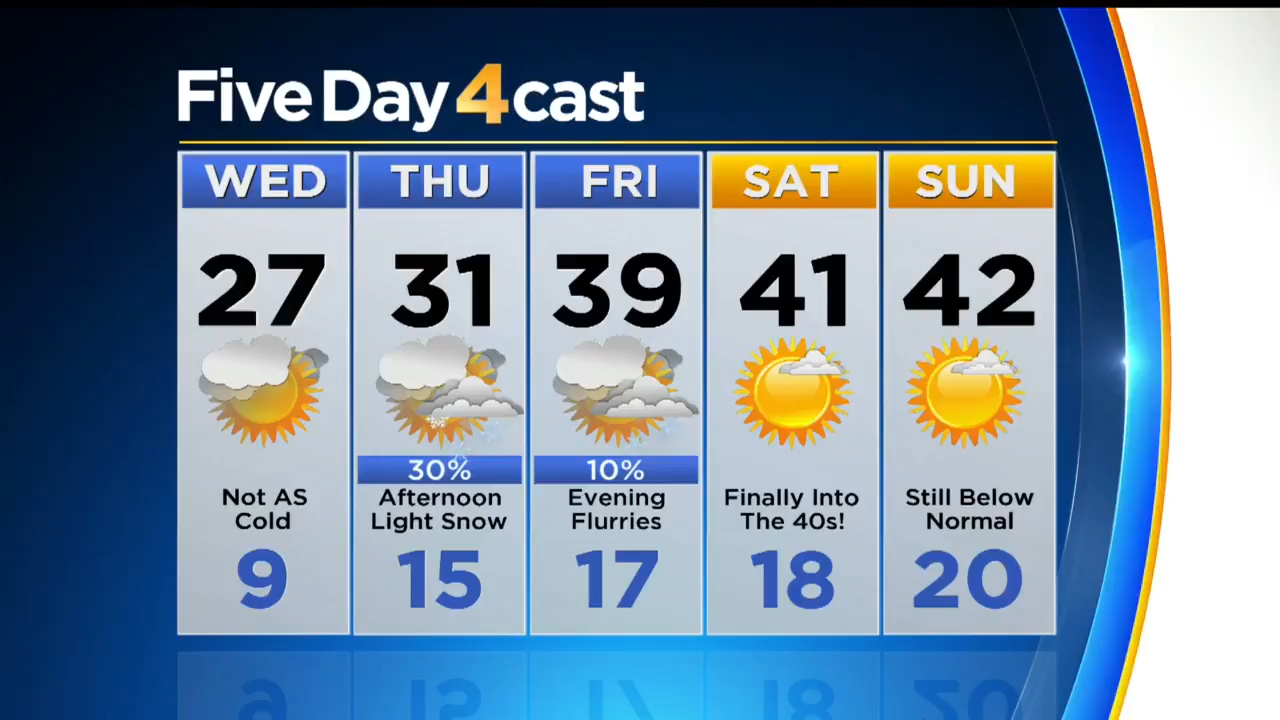 Five Day 4cast
WED THU FRI SAT SUN
27 31 39 41 42
30% 10%
Not AS Afternoon Evening Finally Into Still Below
Cold Light Snow Flurries The 40s! Normal
9 15 17 18 20